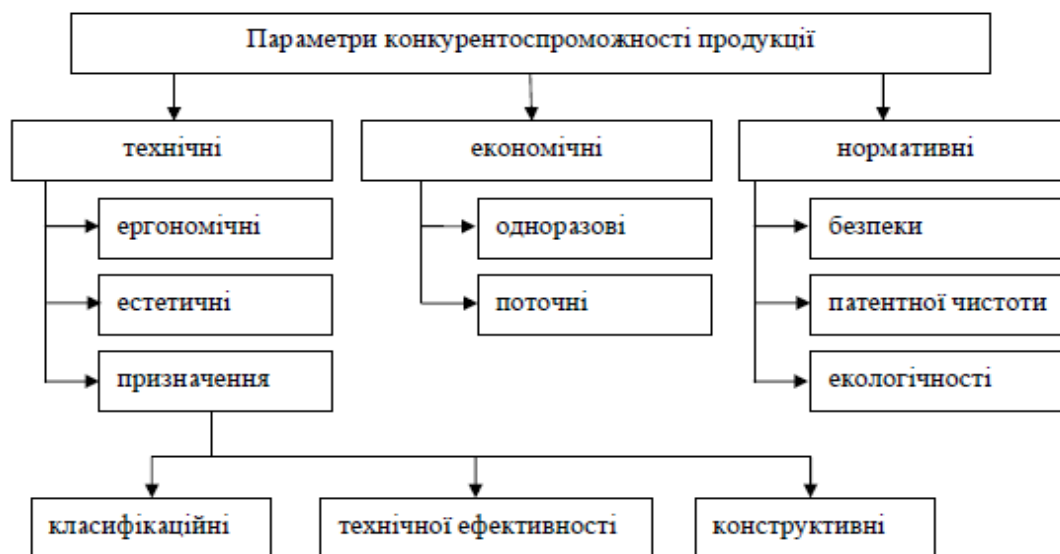 Параметри конкурентоспроможності продукції
технічні
економічні
нормативні
ергономічні
одноразові
безпеки
естетичні
поточні
патентної чистоти
призначення
екологічності
класифікаційні
технічної ефективності
конструктивні